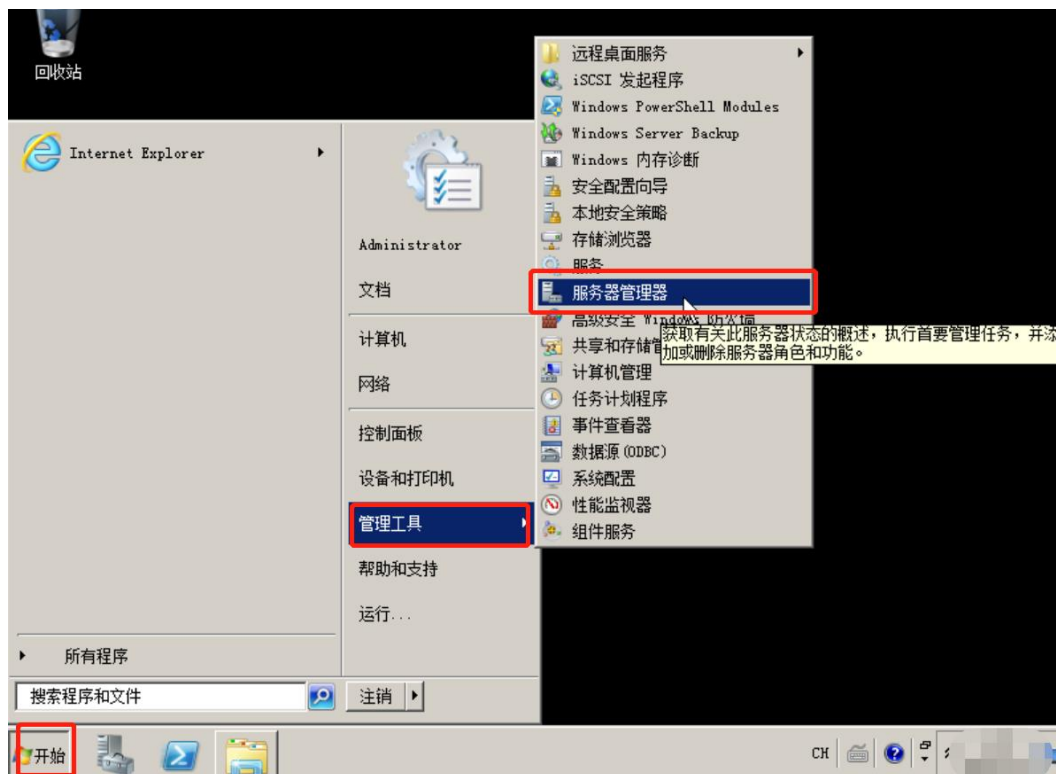 回收站
Internet Explorer
Administrator
文档
计算机
网络
控制面板
设备和打印机
管理工具
帮助和支持
运行...
所有程序
搜索程序和文件
注销
远程桌面服务
iSCSI 发起程序
Windows PowerShell Modules
Windows Server Backup
Windows 内存诊断
安全配置向导
本地安全策略
存储浏览器
服务
服务器管理器
高级安全 Windows 防火墙
获取有关此服务器状态的概述，执行首要管理任务，并添
加或删除服务器角色和功能。
共享和存储管
计算机管理
任务计划程序
事件查看器
数据源(ODBC)
系统配置
性能监视器
组件服务
开始
CH